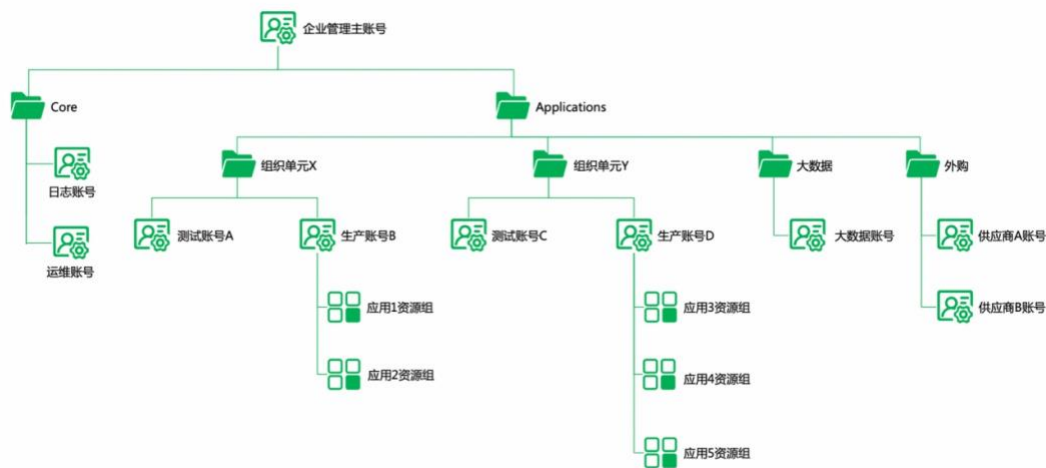 企业管理主账号
Core
Applications
日志账号
运维账号
组织单元X
组织单元Y
大数据
外购
测试账号A
生产账号B
测试账号C
生产账号D
大数据账号
供应商A账号
供应商B账号
应用1资源组
应用2资源组
应用3资源组
应用4资源组
应用5资源组